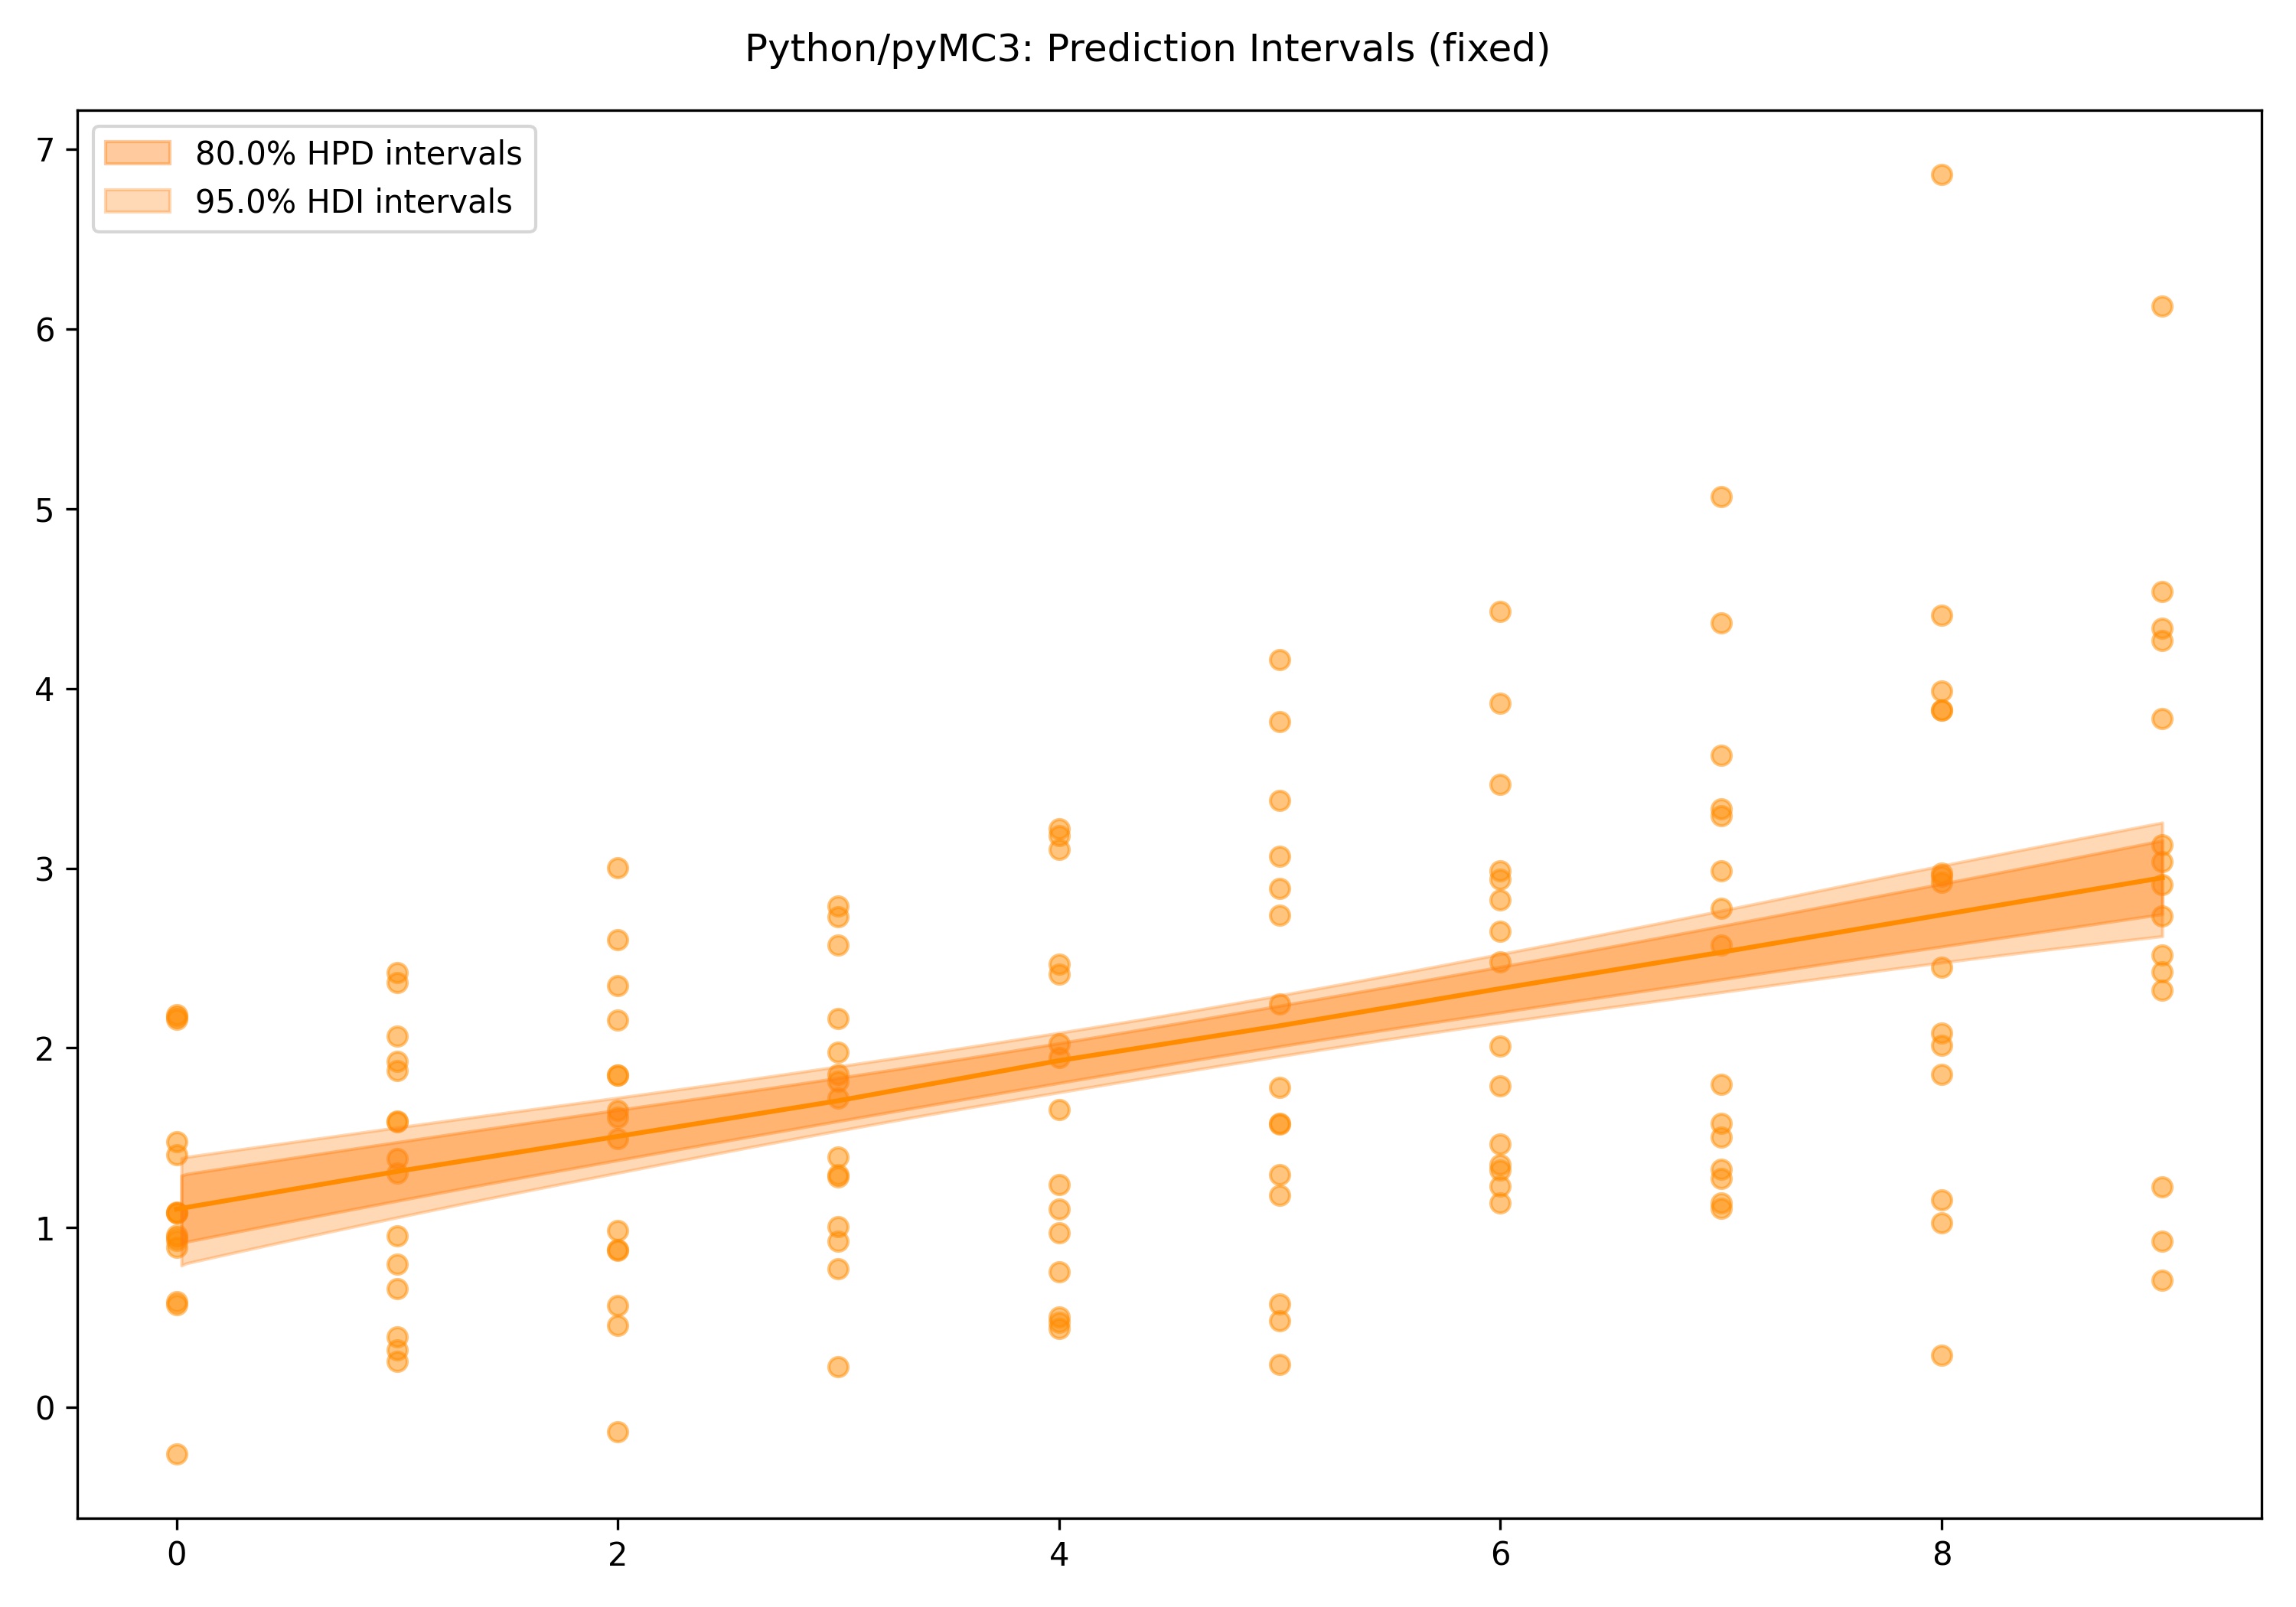 Python/pyMC3: Prediction Intervals (fixed)
80.0% HPD intervals
95.0% HDI intervals
7
6
5
4
3
2
1
0
0 2 4 6 8